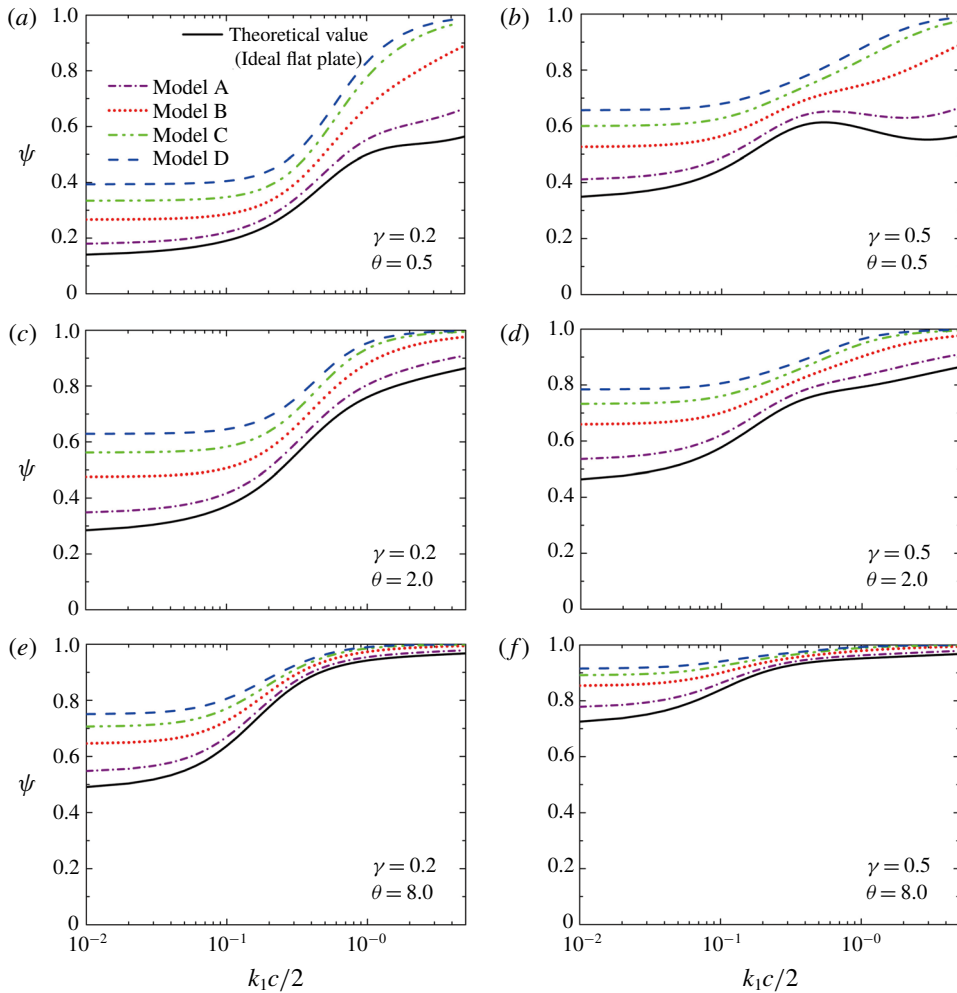 (a)
1.0
0.8
0.6
0.4
0.2
0
ψ
Theoretical value
(Ideal flat plate)
Model A
Model B
Model C
Model D
γ = 0.2
θ = 0.5
(b)
1.0
0.8
0.6
0.4
0.2
0
γ = 0.5
θ = 0.5
(c)
1.0
0.8
0.6
0.4
0.2
0
ψ
γ = 0.2
θ = 2.0
(d)
1.0
0.8
0.6
0.4
0.2
0
γ = 0.5
θ = 2.0
(e)
1.0
0.8
0.6
0.4
0.2
0
ψ
γ = 0.2
θ = 8.0
10⁻² 10⁻¹ 10⁻⁰
k₁c/2
(f)
1.0
0.8
0.6
0.4
0.2
0
γ = 0.5
θ = 8.0
10⁻² 10⁻¹ 10⁻⁰
k₁c/2